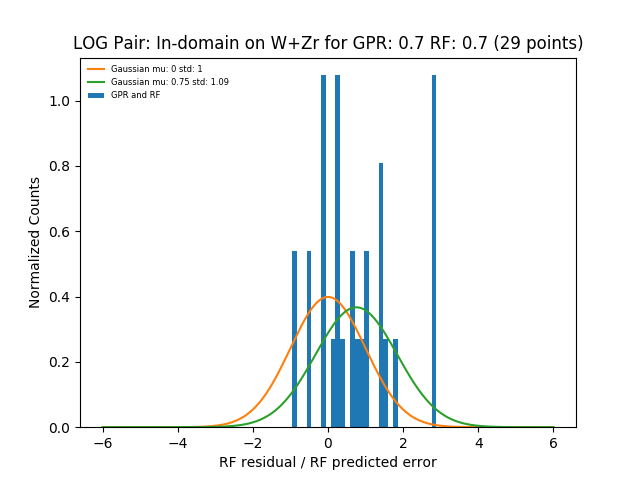 LOG Pair: In-domain on W+Zr for GPR: 0.7 RF: 0.7 (29 points)
Gaussian mu: 0 std: 1
Gaussian mu: 0.75 std: 1.09
GPR and RF
Normalized Counts
1.0
0.8
0.6
0.4
0.2
0.0
−6 −4 −2 0 2 4 6
RF residual / RF predicted error